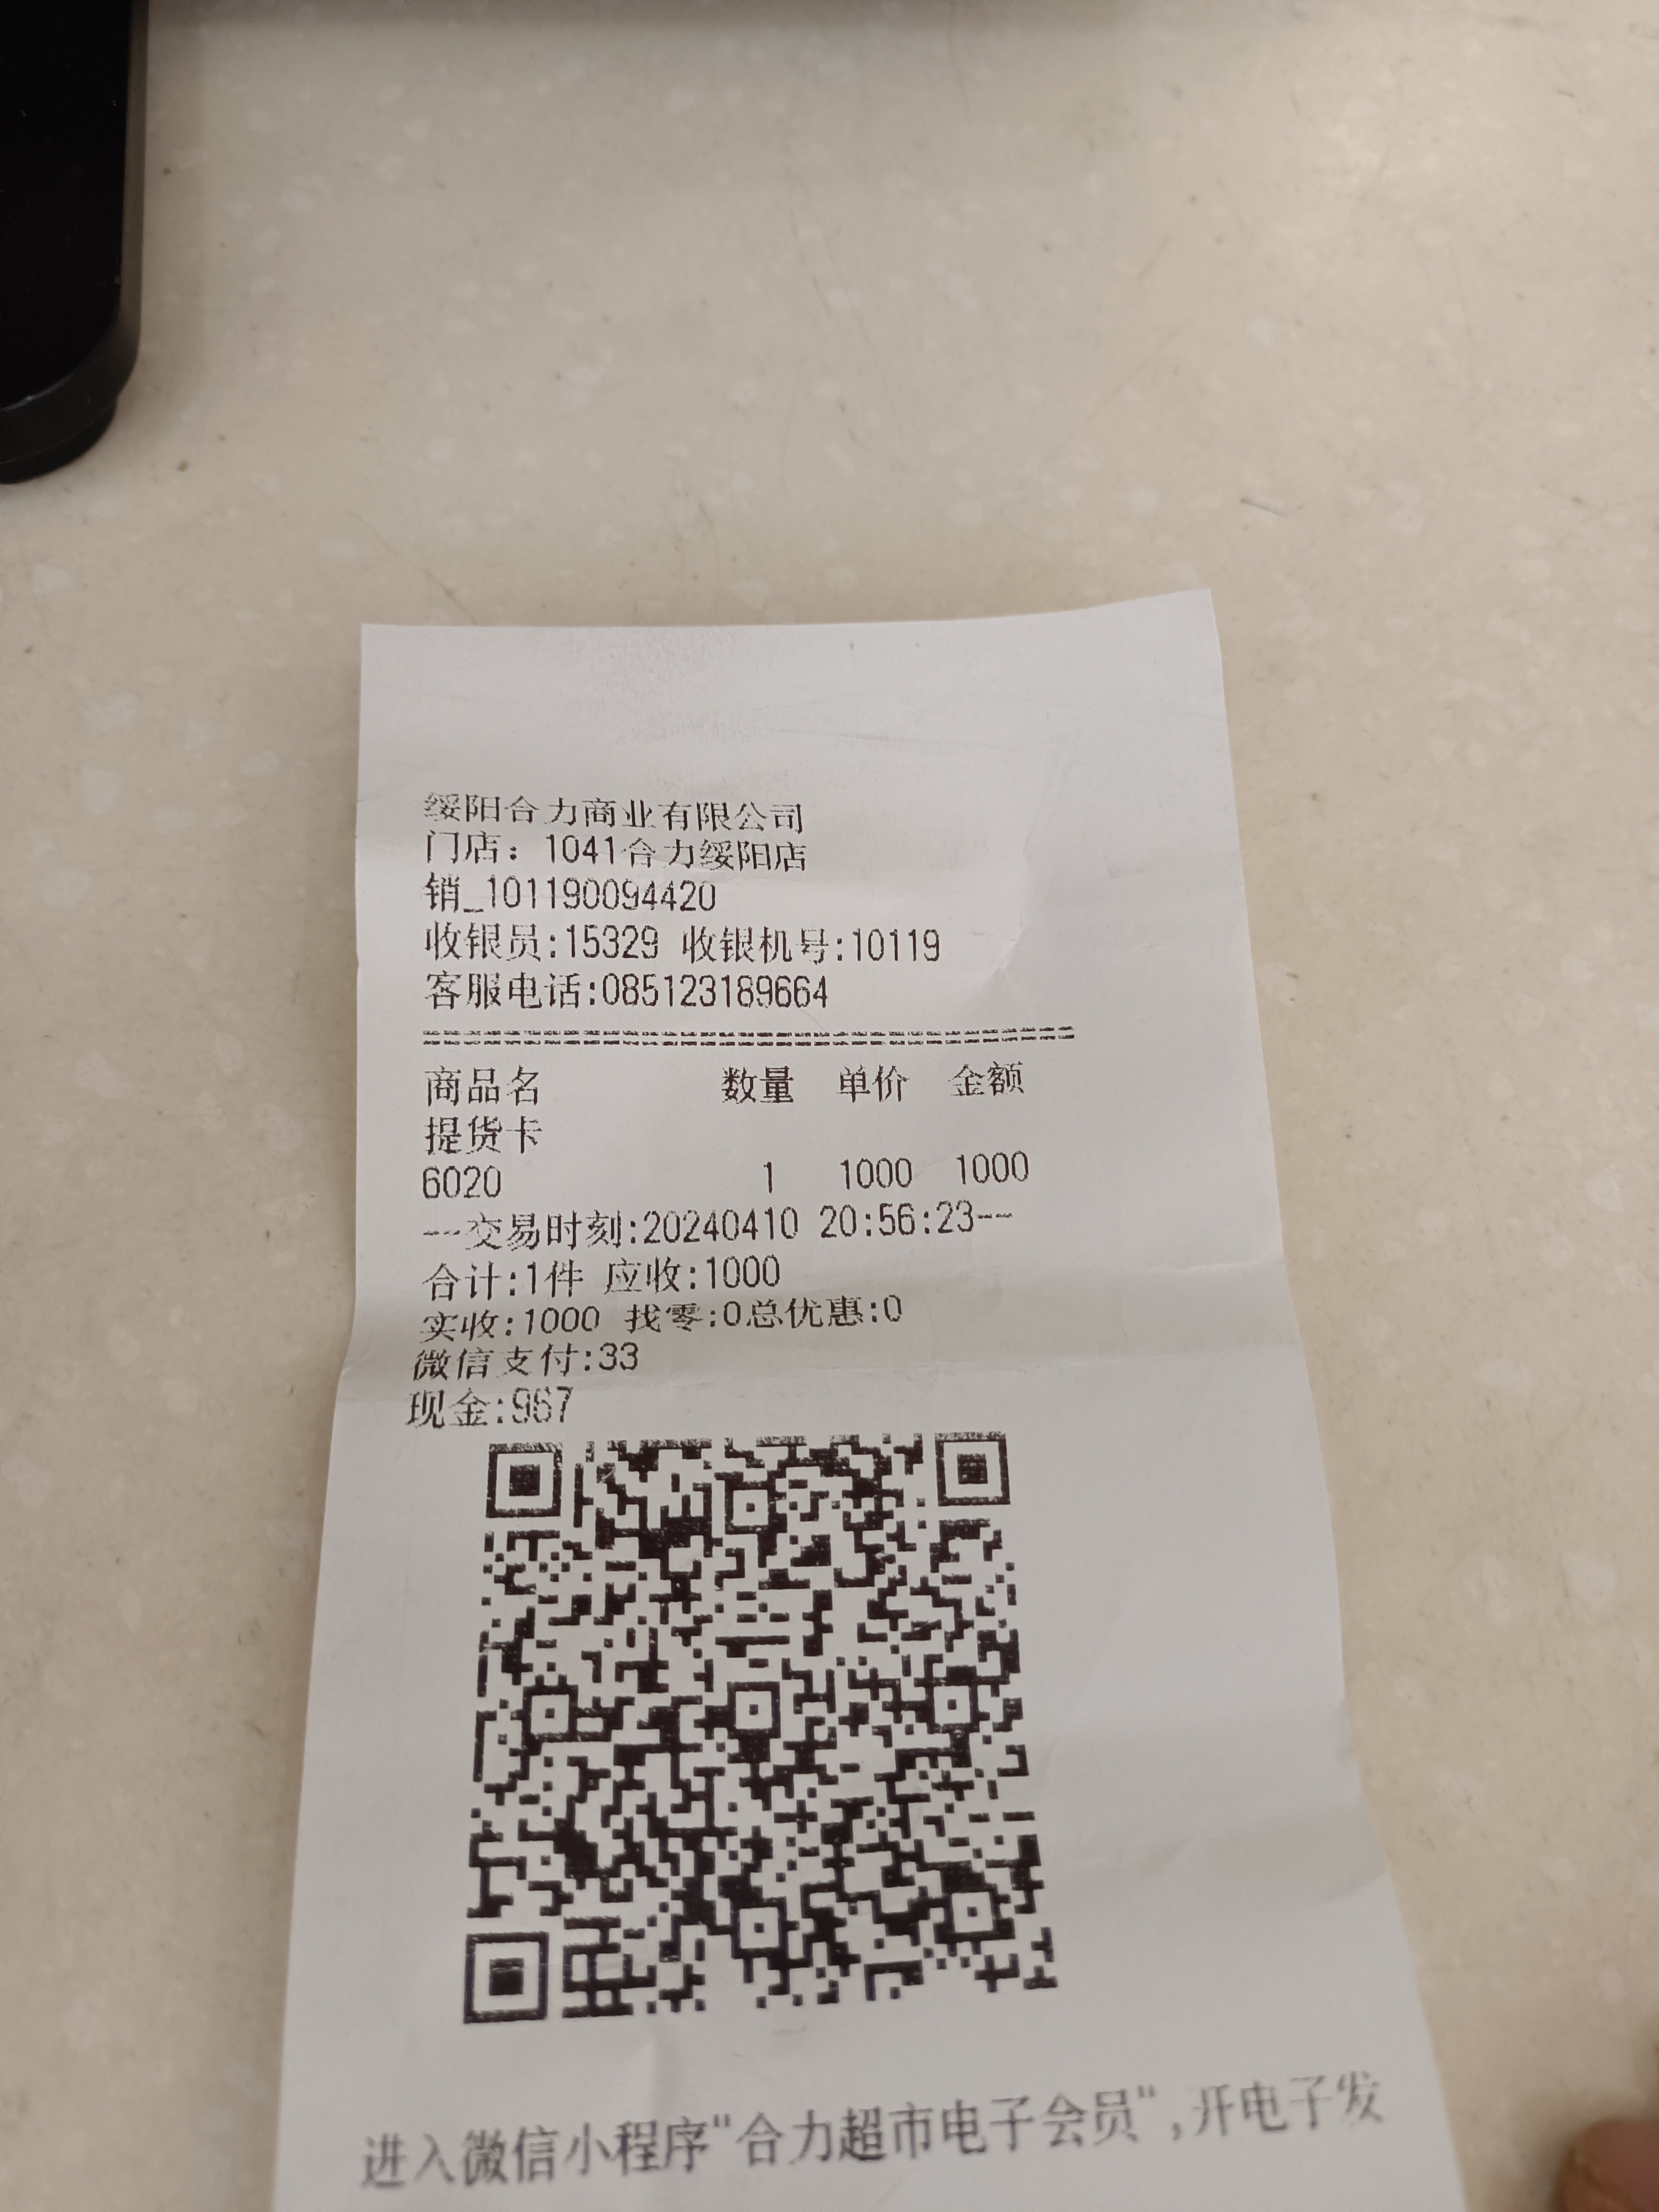 绥阳合力商业有限公司
门店：1041合力绥阳店
销_101190094420
收银员:15329 收银机号:10119
客服电话:085123189664
商品名 数量 单价 金额
提货卡
6020 1 1000 1000
---交易时刻:20240410 20:56:23--
合计:1件 应收:1000
实收:1000 找零:0总优惠:0
微信支付:33
现金:967
进入微信小程序"合力超市电子会员",开电子发